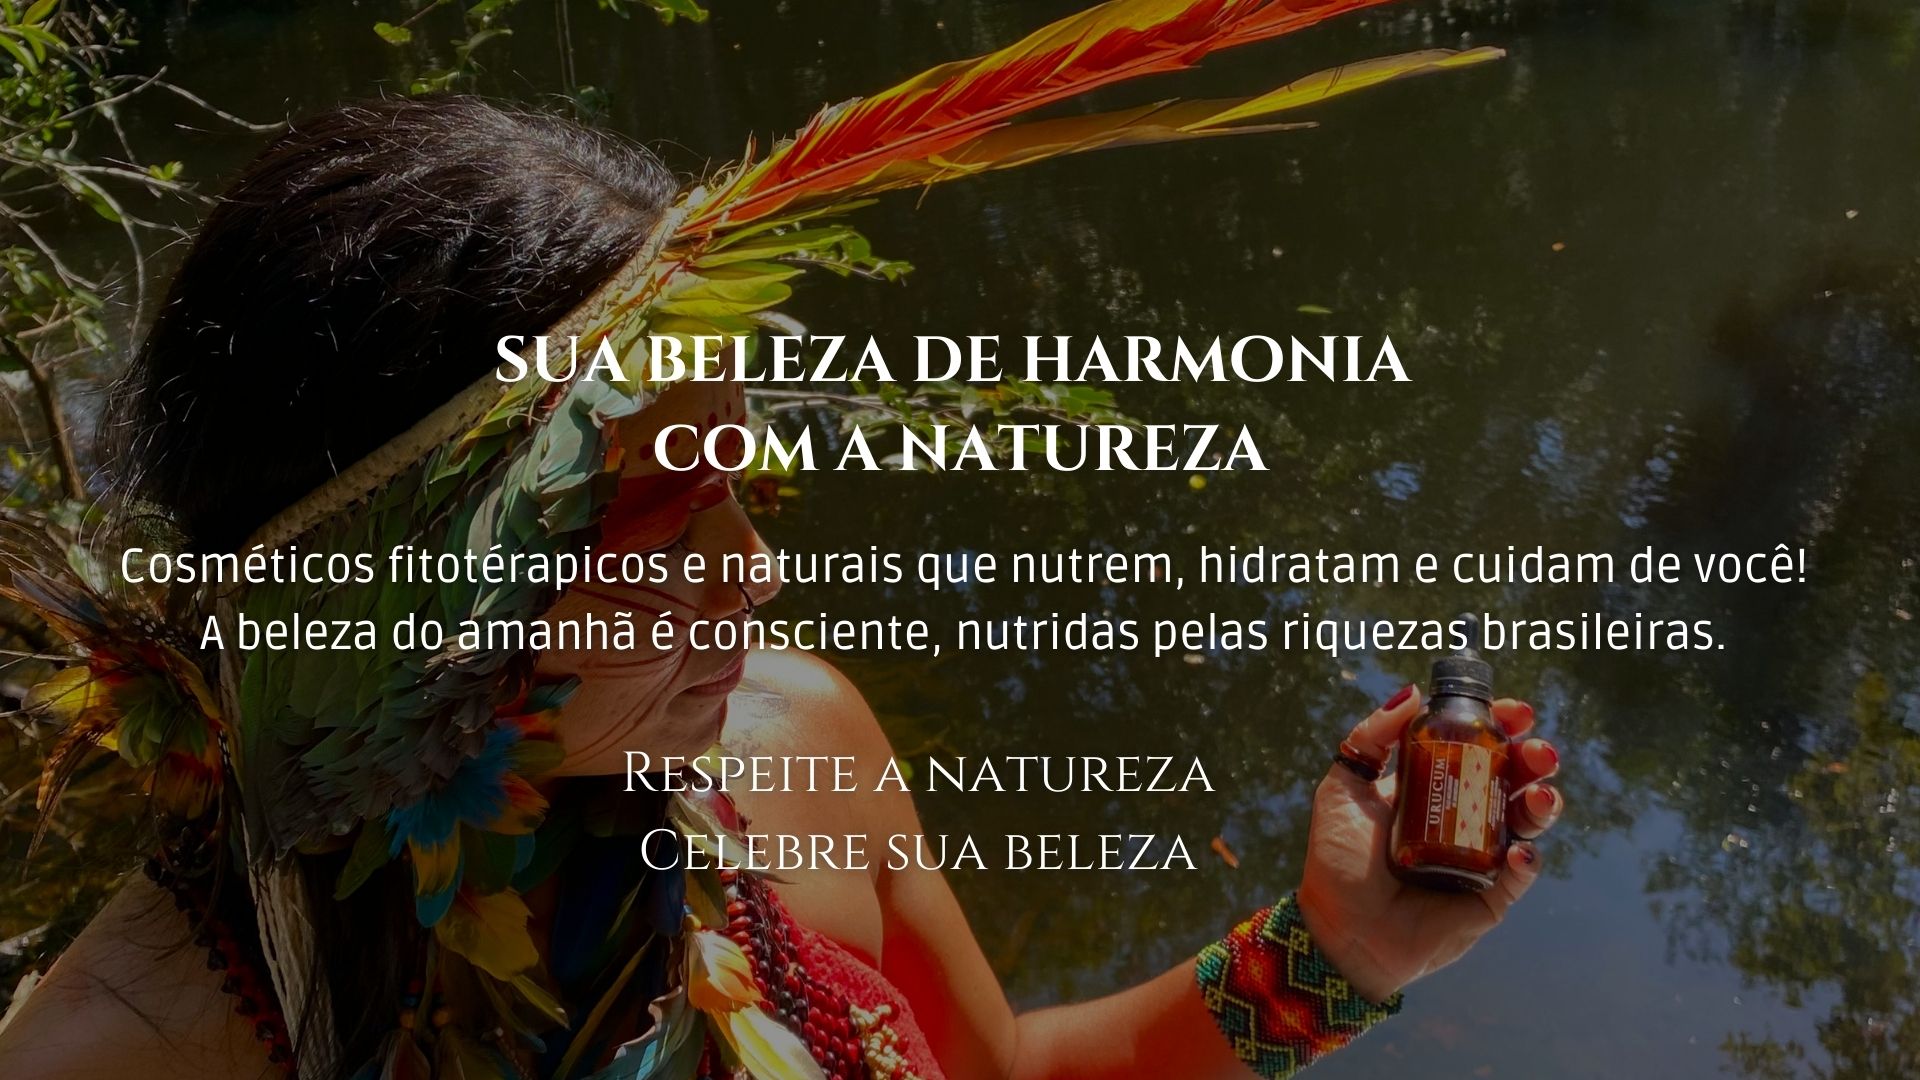 SUA BELEZA DE HARMONIA
COM A NATUREZA
Cosméticos fitotérapicos e naturais que nutrem, hidratam e cuidam de você!
A beleza do amanhã é consciente, nutridas pelas riquezas brasileiras.
Respeite a natureza
Celebre sua beleza
URUCUM